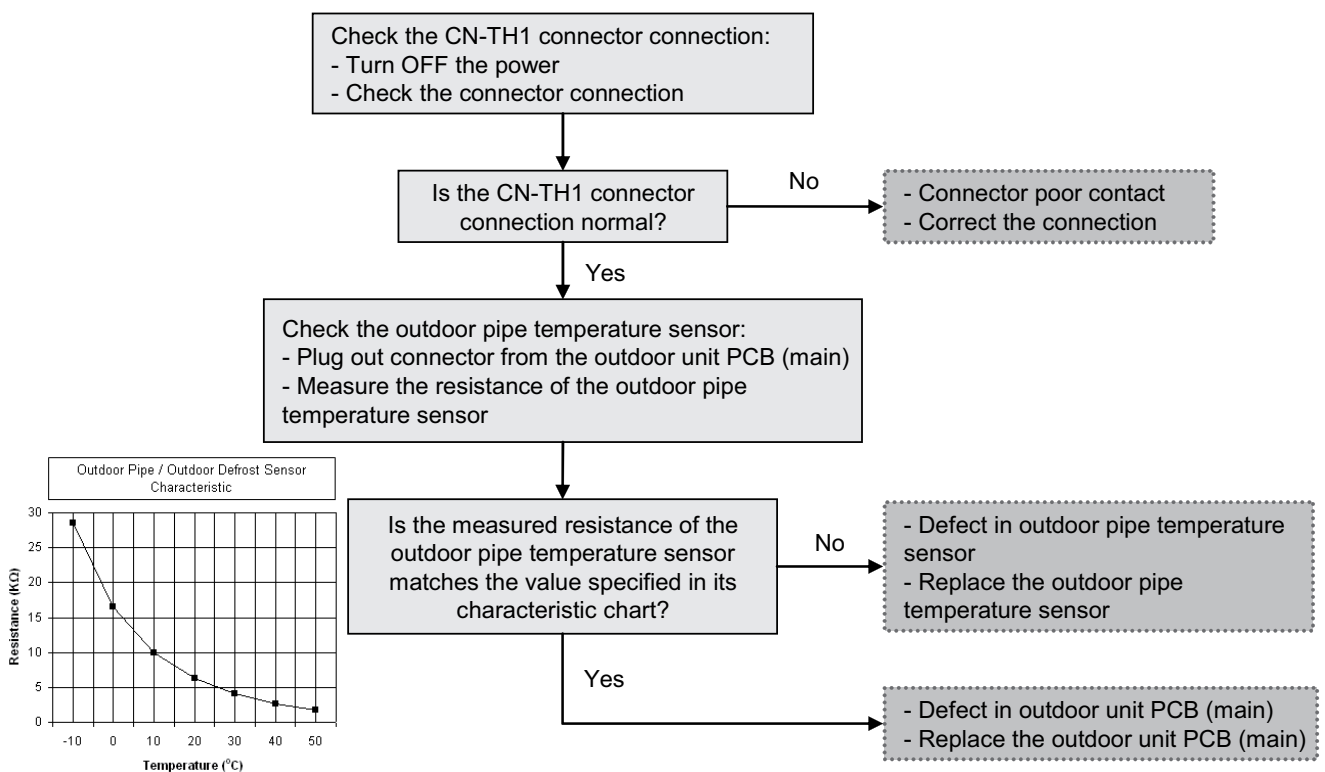 Check the CN-TH1 connector connection:
- Turn OFF the power
- Check the connector connection
Is the CN-TH1 connector
connection normal?
No
- Connector poor contact
- Correct the connection
Yes
Check the outdoor pipe temperature sensor:
- Plug out connector from the outdoor unit PCB (main)
- Measure the resistance of the outdoor pipe
temperature sensor
Outdoor Pipe / Outdoor Defrost Sensor
Characteristic
Resistance (KΩ)
30
25
20
15
10
5
0
-10 0 10 20 30 40 50
Temperature (°C)
Is the measured resistance of the
outdoor pipe temperature sensor
matches the value specified in its
characteristic chart?
No
- Defect in outdoor pipe temperature
sensor
- Replace the outdoor pipe
temperature sensor
Yes
- Defect in outdoor unit PCB (main)
- Replace the outdoor unit PCB (main)